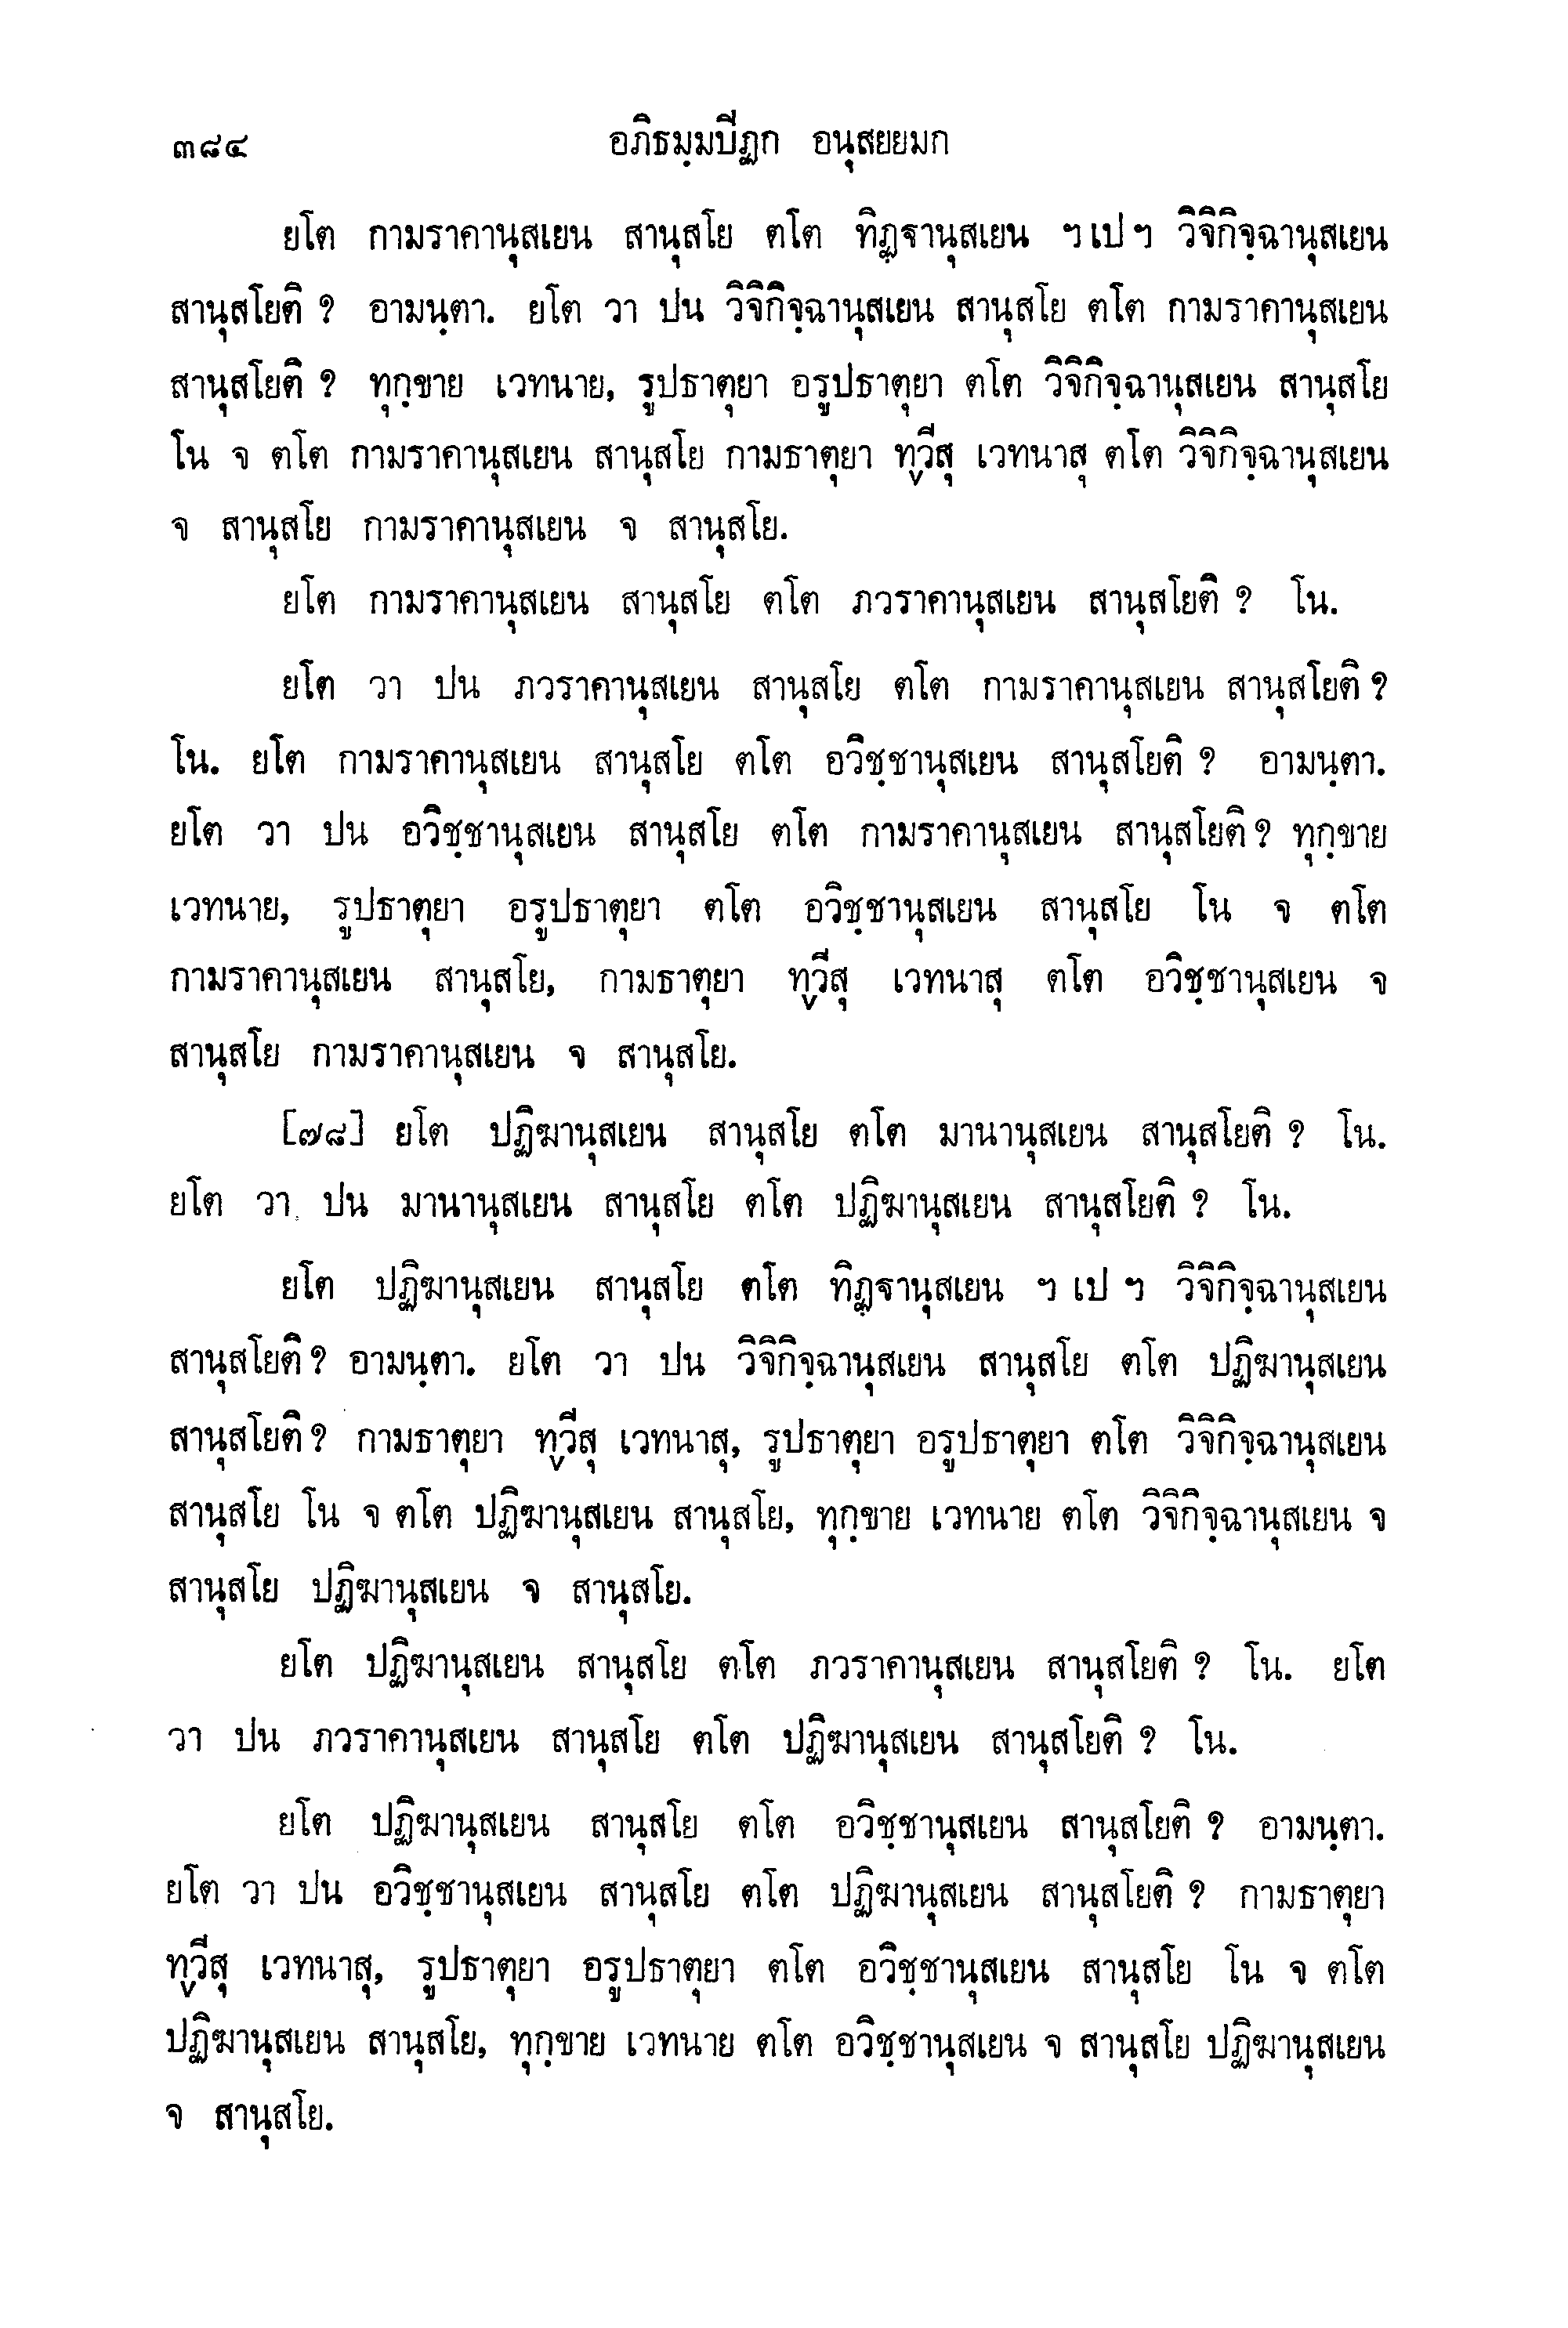 ๓๘๔ อภิธมฺมปีฏก อนุสยยมก
ยโต กามราคานุสเยน สานุสโย ตโต ทิฏฺฐานุสเยน ฯ เป ฯ วิจิกิจฺฉานุสเยน
สานุสโยติ ? อามนฺตา. ยโต วา ปน วิจิกิจฺฉานุสเยน สานุสโย ตโต กามราคานุสเยน
สานุสโยติ ? ทุกฺขาย เวทนาย, รูปธาตุยา อรูปธาตุยา ตโต วิจิกิจฺฉานุสเยน สานุสโย
โน จ ตโต กามราคานุสเยน สานุสโย กามธาตุยา ทฺวีสุ เวทนาสุ ตโต วิจิกิจฺฉานุสเยน
จ สานุสโย กามราคานุสเยน จ สานุสโย.
ยโต กามราคานุสเยน สานุสโย ตโต ภวราคานุสเยน สานุสโยติ ? โน.
ยโต วา ปน ภวราคานุสเยน สานุสโย ตโต กามราคานุสเยน สานุสโยติ ?
โน. ยโต กามราคานุสเยน สานุสโย ตโต อวิชฺชานุสเยน สานุสโยติ ? อามนฺตา.
ยโต วา ปน อวิชฺชานุสเยน สานุสโย ตโต กามราคานุสเยน สานุสโยติ ? ทุกฺขาย
เวทนาย, รูปธาตุยา อรูปธาตุยา ตโต อวิชฺชานุสเยน สานุสโย โน จ ตโต
กามราคานุสเยน สานุสโย, กามธาตุยา ทฺวีสุ เวทนาสุ ตโต อวิชฺชานุสเยน จ
สานุสโย กามราคานุสเยน จ สานุสโย.
[๗๘] ยโต ปฏิฆานุสเยน สานุสโย ตโต มานานุสเยน สานุสโยติ ? โน.
ยโต วา ปน มานานุสเยน สานุสโย ตโต ปฏิฆานุสเยน สานุสโยติ ? โน.
ยโต ปฏิฆานุสเยน สานุสโย ตโต ทิฏฺฐานุสเยน ฯ เป ฯ วิจิกิจฺฉานุสเยน
สานุสโยติ ? อามนฺตา. ยโต วา ปน วิจิกิจฺฉานุสเยน สานุสโย ตโต ปฏิฆานุสเยน
สานุสโยติ ? กามธาตุยา ทฺวีสุ เวทนาสุ, รูปธาตุยา อรูปธาตุยา ตโต วิจิกิจฺฉานุสเยน
สานุสโย โน จ ตโต ปฏิฆานุสเยน สานุสโย, ทุกฺขาย เวทนาย ตโต วิจิกิจฺฉานุสเยน จ
สานุสโย ปฏิฆานุสเยน จ สานุสโย.
ยโต ปฏิฆานุสเยน สานุสโย ตโต ภวราคานุสเยน สานุสโยติ ? โน. ยโต
วา ปน ภวราคานุสเยน สานุสโย ตโต ปฏิฆานุสเยน สานุสโยติ ? โน.
ยโต ปฏิฆานุสเยน สานุสโย ตโต อวิชฺชานุสเยน สานุสโยติ ? อามนฺตา.
ยโต วา ปน อวิชฺชานุสเยน สานุสโย ตโต ปฏิฆานุสเยน สานุสโยติ ? กามธาตุยา
ทฺวีสุ เวทนาสุ, รูปธาตุยา อรูปธาตุยา ตโต อวิชฺชานุสเยน สานุสโย โน จ ตโต
ปฏิฆานุสเยน สานุสโย, ทุกฺขาย เวทนาย ตโต อวิชฺชานุสเยน จ สานุสโย ปฏิฆานุสเยน
จ สานุสโย.